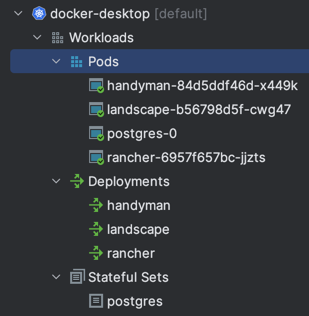 docker-desktop [default]
Workloads
Pods
handyman-84d5ddf46d-x449k
landscape-b56798d5f-cwg47
postgres-0
rancher-6957f657bc-jjzts
Deployments
handyman
landscape
rancher
Stateful Sets
postgres